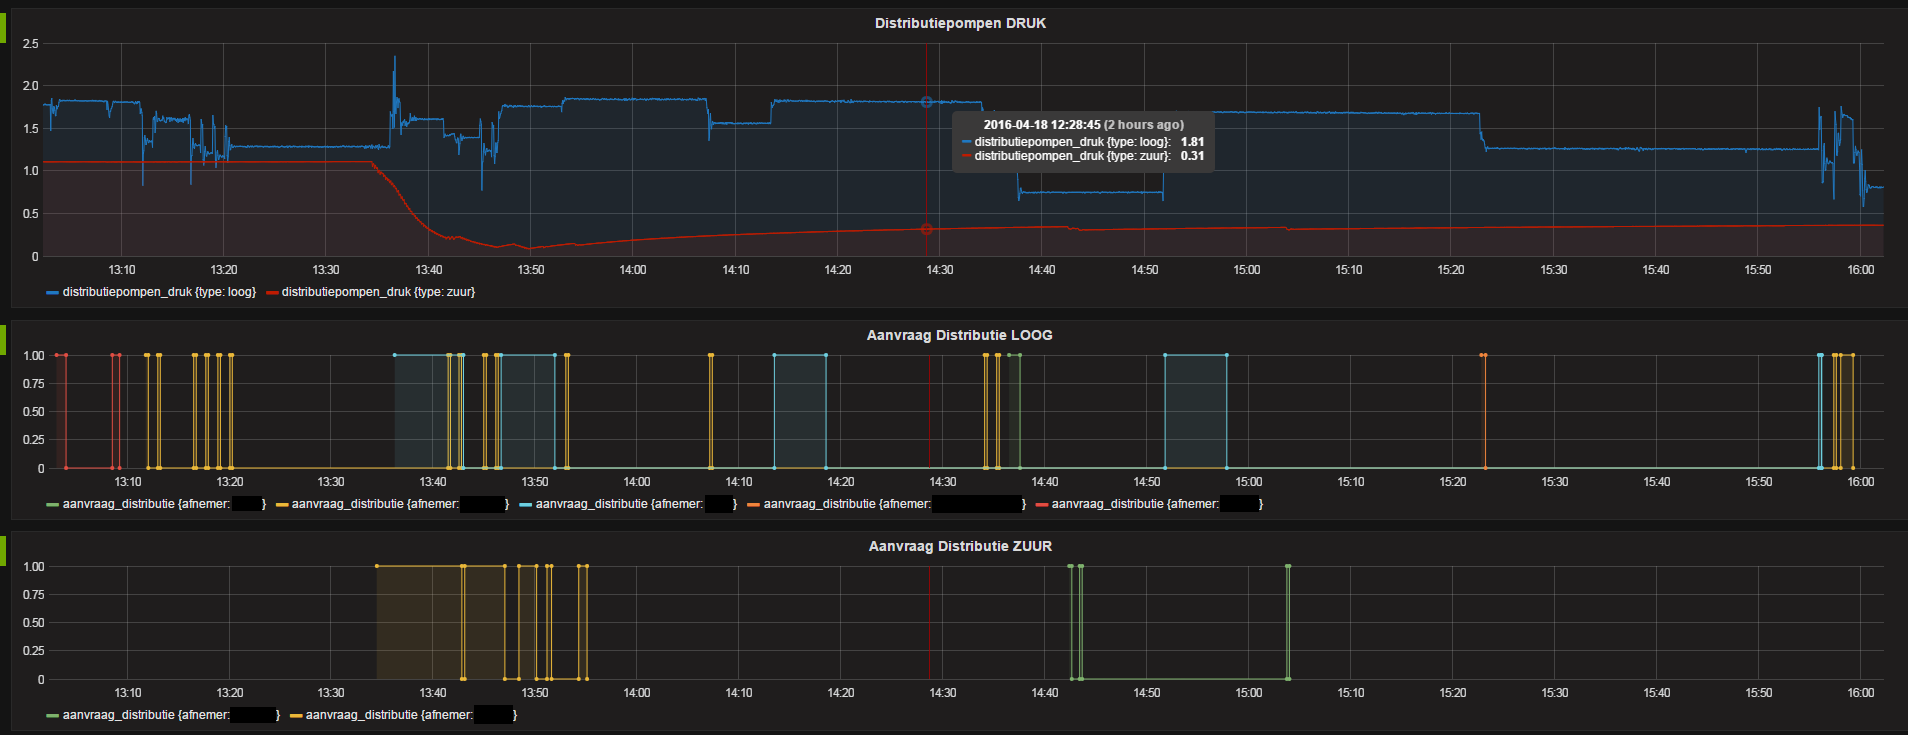 Distributiepompen DRUK
2.5
2.0
1.5
1.0
0.5
0
2016-04-18 12:28:45 (2 hours ago)
distributiepompen_druk {type: loog}: 1.81
distributiepompen_druk {type: zuur}: 0.31
13:10 13:20 13:30 13:40 13:50 14:00 14:10 14:20 14:30 14:40 14:50 15:00 15:10 15:20 15:30 15:40 15:50 16:00
distributiepompen_druk {type: loog} distributiepompen_druk {type: zuur}
Aanvraag Distributie LOOG
1.00
0.75
0.50
0.25
0
13:10 13:20 13:30 13:40 13:50 14:00 14:10 14:20 14:30 14:40 14:50 15:00 15:10 15:20 15:30 15:40 15:50 16:00
aanvraag_distributie {afnemer: } aanvraag_distributie {afnemer: } aanvraag_distributie {afnemer: } aanvraag_distributie {afnemer: } aanvraag_distributie {afnemer: }
Aanvraag Distributie ZUUR
1.00
0.75
0.50
0.25
0
13:10 13:20 13:30 13:40 13:50 14:00 14:10 14:20 14:30 14:40 14:50 15:00 15:10 15:20 15:30 15:40 15:50 16:00
aanvraag_distributie {afnemer: } aanvraag_distributie {afnemer: }